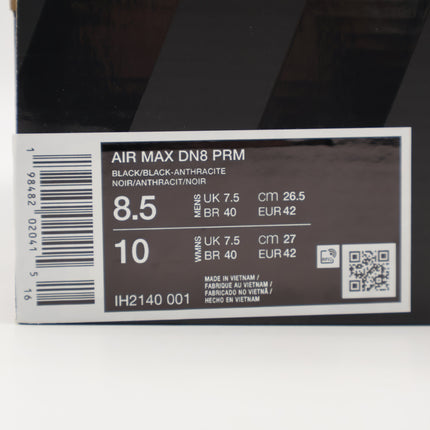 AIR MAX DN8 PRM
BLACK/BLACK-ANTHRACITE
NOIR/ANTHRACIT/NOIR
8.5 MENS UK 7.5 cm 26.5
BR 40 EUR 42
10 WMNS UK 7.5 cm 27
BR 40 EUR 42
MADE IN VIETNAM /
FABRIQUE AU VIETNAM /
FABRICADO NO VIETNÃ /
HECHO EN VIETNAM
IH2140 001
1 98482 02041 5 16